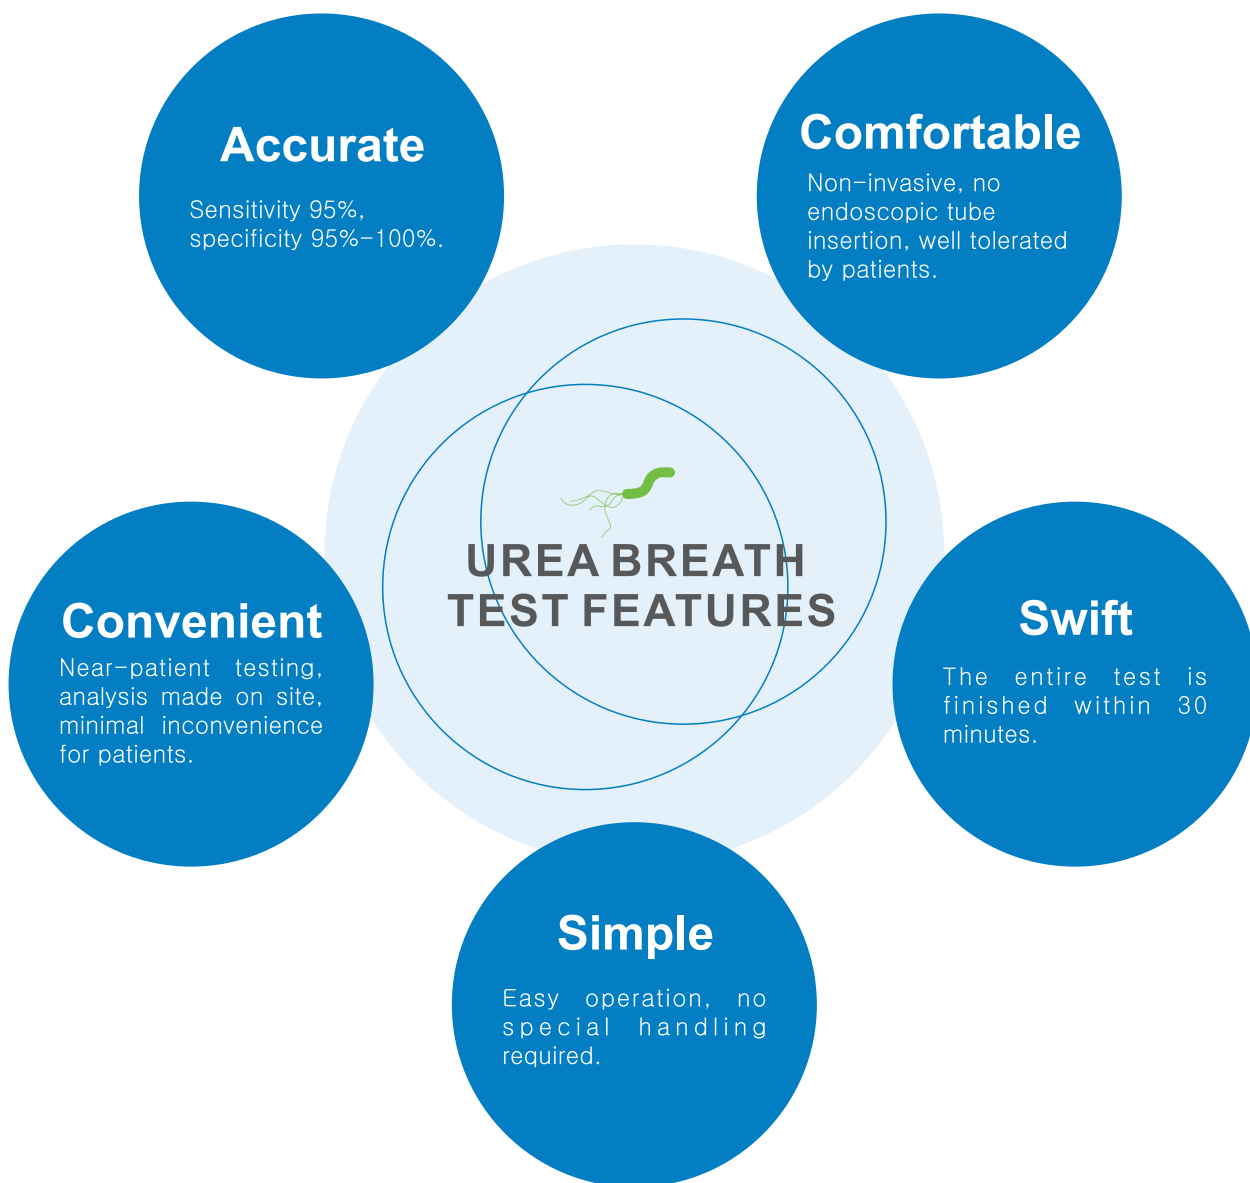 Accurate
Sensitivity 95%,
specificity 95%-100%.
Comfortable
Non-invasive, no
endoscopic tube
insertion, well tolerated
by patients.
UREA BREATH
TEST FEATURES
Convenient
Near-patient testing,
analysis made on site,
minimal inconvenience
for patients.
Swift
The entire test is
finished within 30
minutes.
Simple
Easy operation, no
special handling
required.